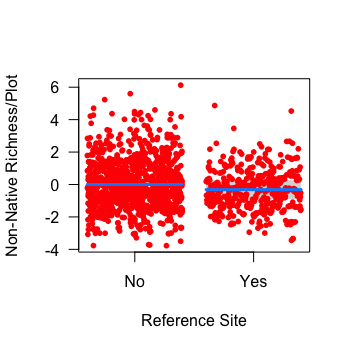 Non-Native Richness/Plot
6
4
2
0
-2
-4
No
Yes
Reference Site